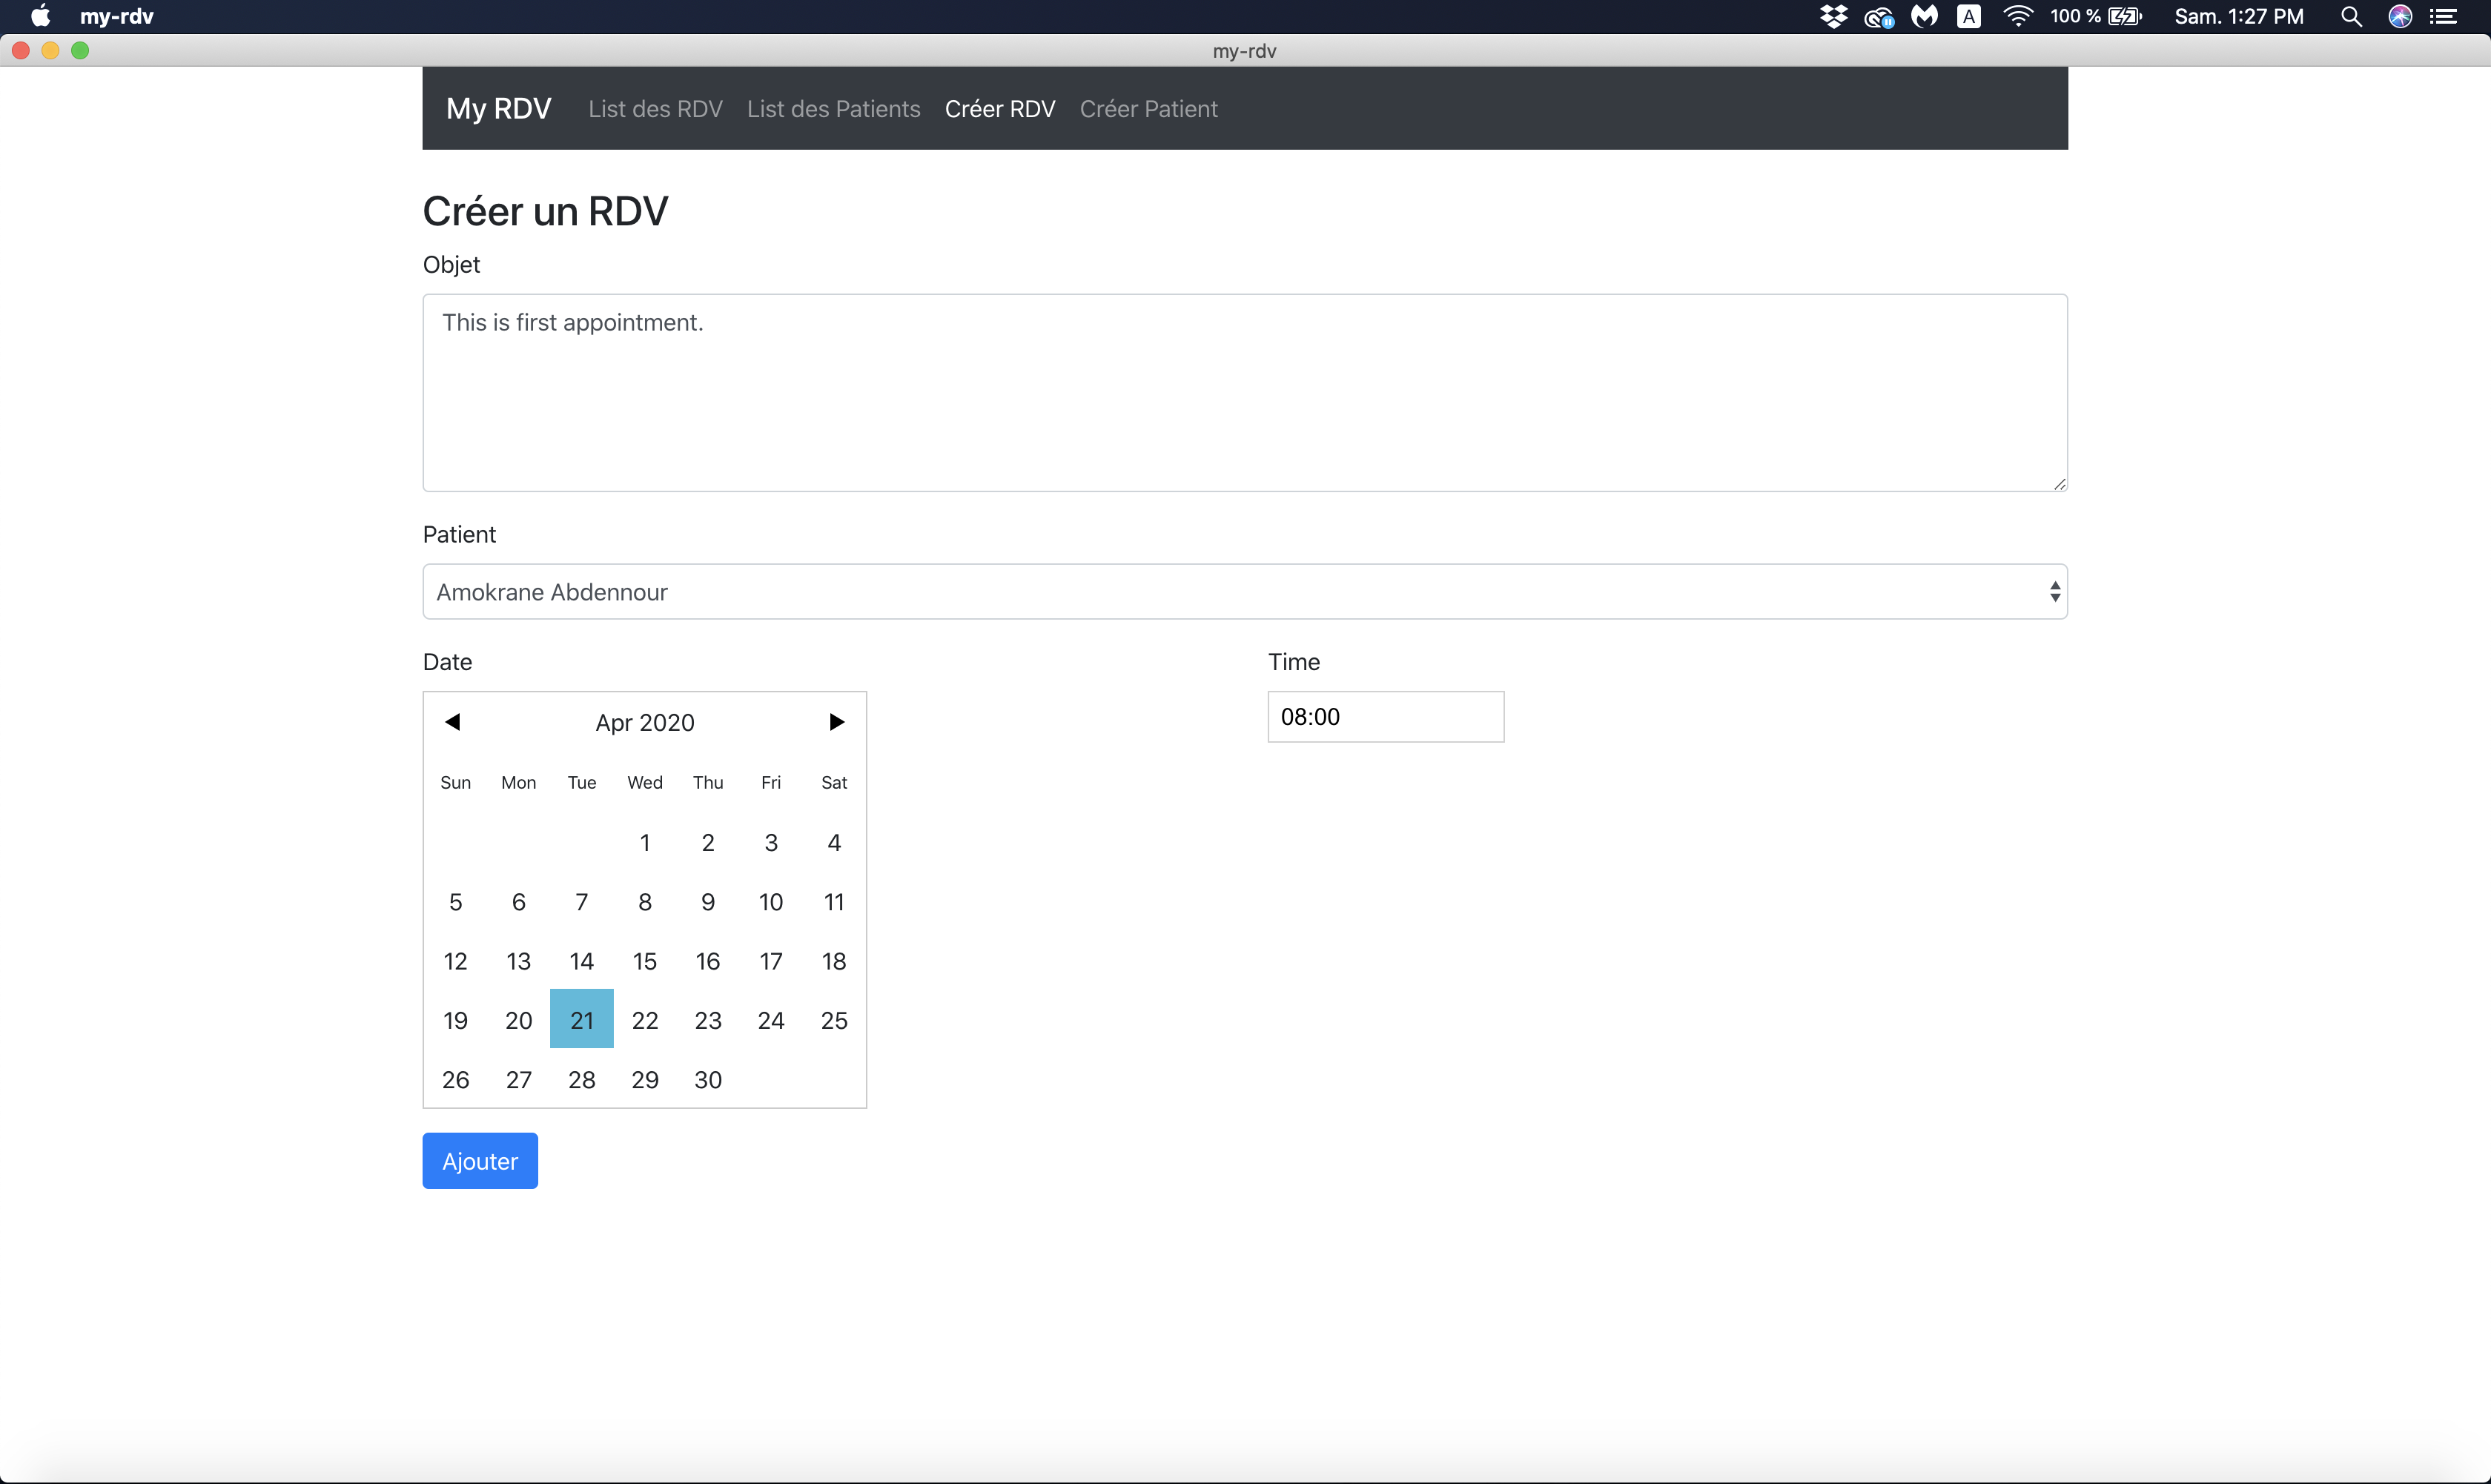 my-rdv
A
100 %
Sam. 1:27 PM
my-rdv
My RDV List des RDV List des Patients Créer RDV Créer Patient
Créer un RDV
Objet
This is first appointment.
Patient
Amokrane Abdennour
Date
Time
Apr 2020
08:00
Sun Mon Tue Wed Thu Fri Sat
1 2 3 4
5 6 7 8 9 10 11
12 13 14 15 16 17 18
19 20 21 22 23 24 25
26 27 28 29 30
Ajouter